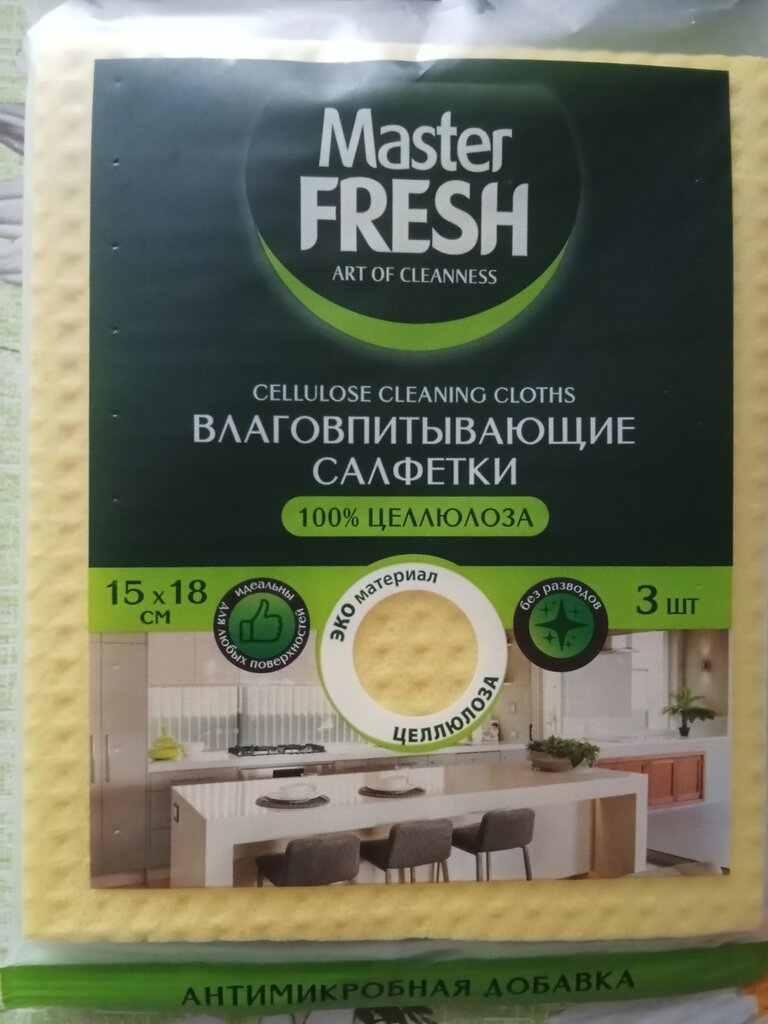 Master
FRESH
ART OF CLEANNESS
CELLULOSE CLEANING CLOTHS
ВЛАГОВПИТЫВАЮЩИЕ
САЛФЕТКИ
100% ЦЕЛЛЮЛОЗА
15 x 18
СМ
идеальны
для любых поверхностей
ЭКО материал
ЦЕЛЛЮЛОЗА
без разводов
3 шт
АНТИМИКРОБНАЯ ДОБАВКА